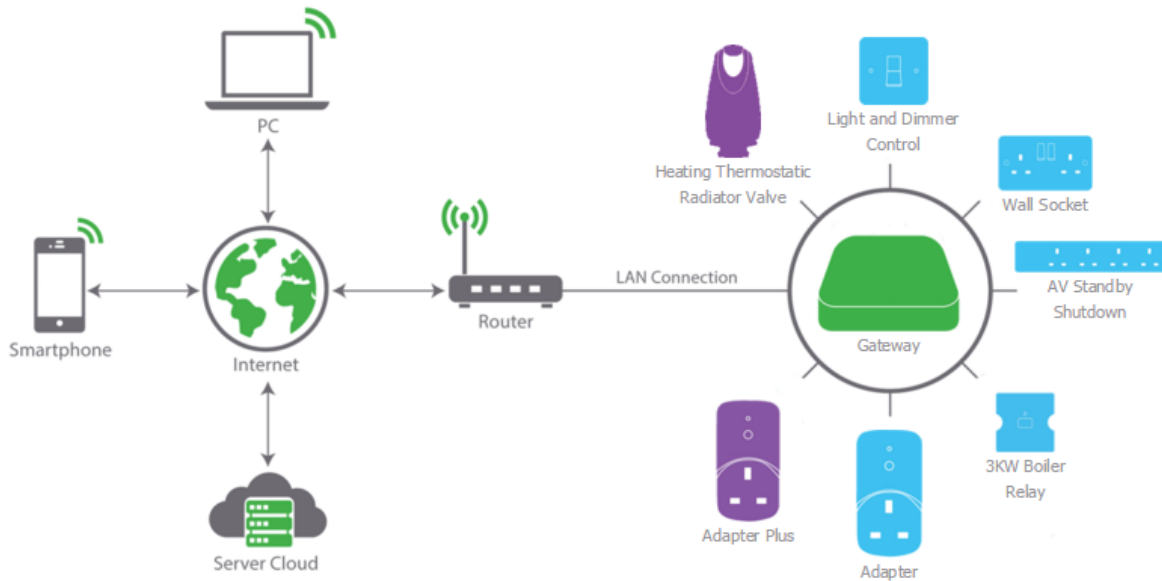 PC
Smartphone
Internet
Server Cloud
Router
LAN Connection
Gateway
Heating Thermostatic
Radiator Valve
Light and Dimmer
Control
Wall Socket
AV Standby
Shutdown
3KW Boiler
Relay
Adapter
Adapter Plus